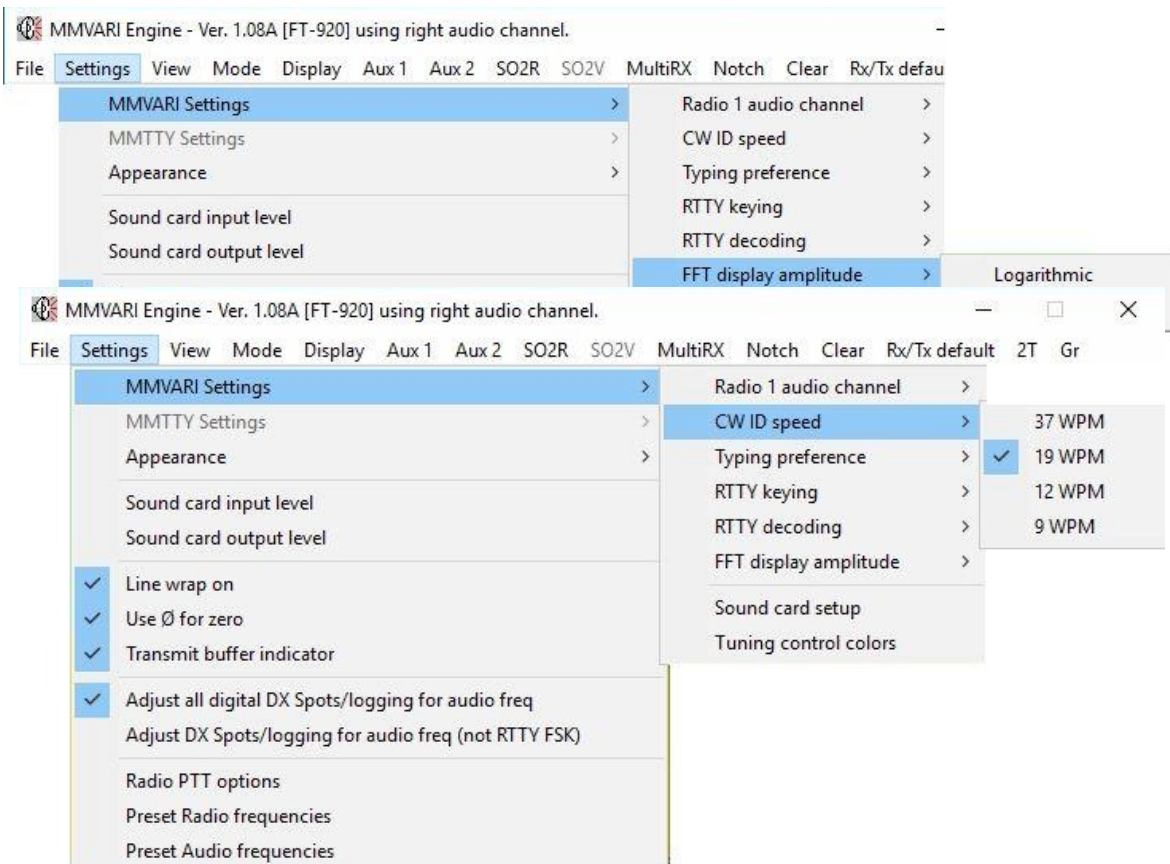 MMVARI Engine - Ver. 1.08A [FT-920] using right audio channel.
File Settings View Mode Display Aux 1 Aux 2 SO2R SO2V MultiRX Notch Clear Rx/Tx defau
MMVARI Settings
MMTTY Settings
Appearance
Sound card input level
Sound card output level
Radio 1 audio channel
CW ID speed
Typing preference
RTTY keying
RTTY decoding
FFT display amplitude
Logarithmic
MMVARI Engine - Ver. 1.08A [FT-920] using right audio channel.
File Settings View Mode Display Aux 1 Aux 2 SO2R SO2V MultiRX Notch Clear Rx/Tx default 2T Gr
MMVARI Settings
MMTTY Settings
Appearance
Sound card input level
Sound card output level
Line wrap on
Use Ø for zero
Transmit buffer indicator
Adjust all digital DX Spots/logging for audio freq
Adjust DX Spots/logging for audio freq (not RTTY FSK)
Radio PTT options
Preset Radio frequencies
Preset Audio frequencies
Radio 1 audio channel
CW ID speed
Typing preference
RTTY keying
RTTY decoding
FFT display amplitude
Sound card setup
Tuning control colors
37 WPM
19 WPM
12 WPM
9 WPM